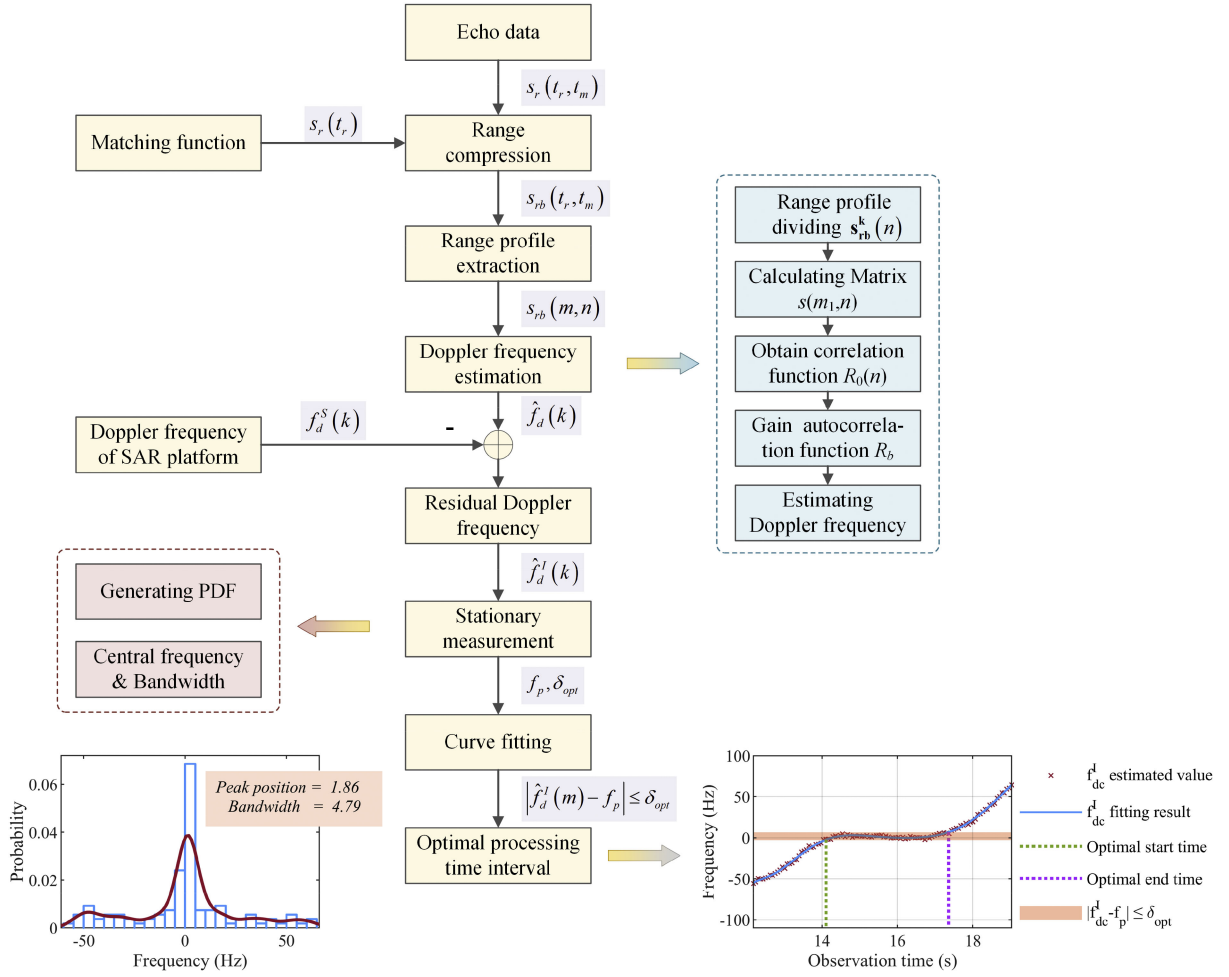 Echo data
s_r(t_r, t_m)
Matching function
s_r(t_r)
Range
compression
s_rb(t_r, t_m)
Range profile
extraction
s_rb(m, n)
Doppler frequency
estimation
f̂_d(k)
Doppler frequency
of SAR platform
f_d^S(k)
-
Residual Doppler
frequency
f̂_d^I(k)
Stationary
measurement
f_p, δ_opt
Curve fitting
|f̂_d^I(m) − f_p| ≤ δ_opt
Optimal processing
time interval
Range profile
dividing s_rb^k(n)
Calculating Matrix
s(m_1,n)
Obtain correlation
function R_0(n)
Gain autocorrela-
tion function R_b
Estimating
Doppler frequency
Generating PDF
Central frequency
& Bandwidth
Peak position = 1.86
Bandwidth = 4.79
Probability
0.06
0.04
0.02
0
-50
0
50
Frequency (Hz)
Frequency (Hz)
100
50
0
-50
-100
14
16
18
Observation time (s)
f_dc^I estimated value
f_dc^I fitting result
Optimal start time
Optimal end time
|f_dc^I-f_p| ≤ δ_opt